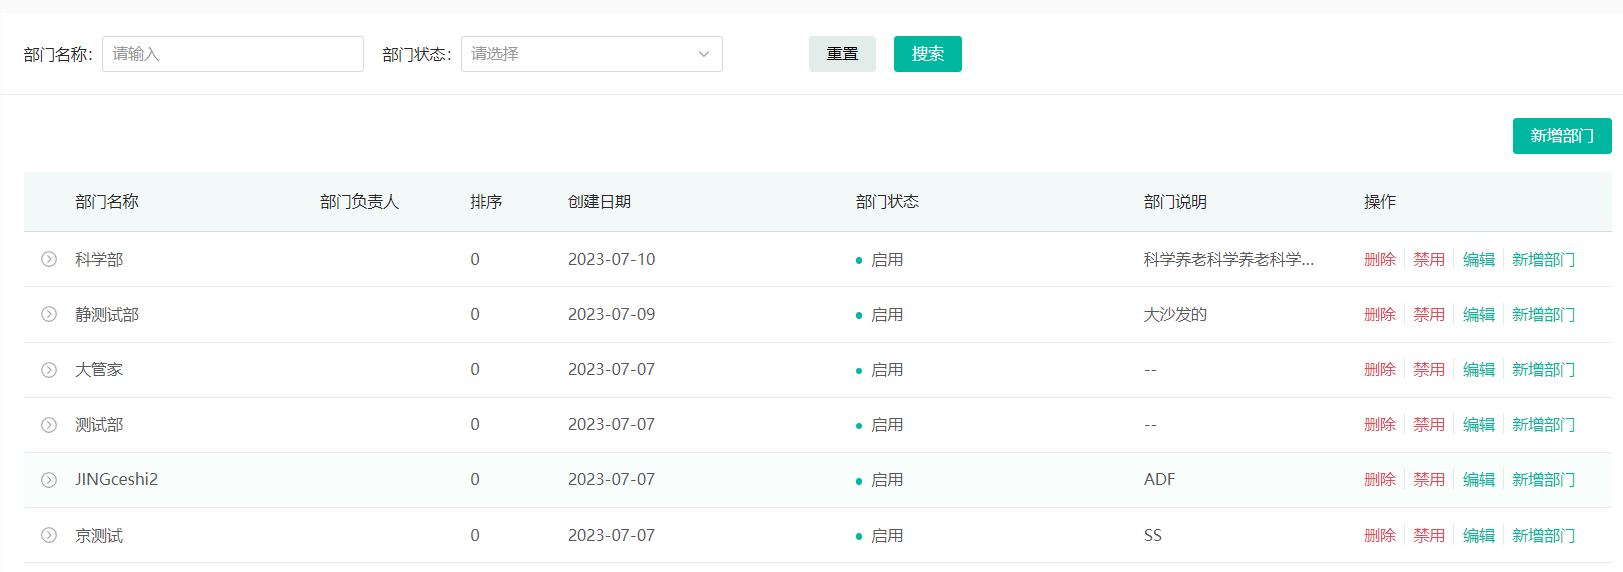 部门名称: 请输入 部门状态: 请选择 重置 搜索
新增部门
部门名称 部门负责人 排序 创建日期 部门状态 部门说明 操作
科学部 0 2023-07-10 启用 科学养老科学养老科学... 删除 禁用 编辑 新增部门
静测试部 0 2023-07-09 启用 大沙发的 删除 禁用 编辑 新增部门
大管家 0 2023-07-07 启用 -- 删除 禁用 编辑 新增部门
测试部 0 2023-07-07 启用 -- 删除 禁用 编辑 新增部门
JINGceshi2 0 2023-07-07 启用 ADF 删除 禁用 编辑 新增部门
京测试 0 2023-07-07 启用 SS 删除 禁用 编辑 新增部门